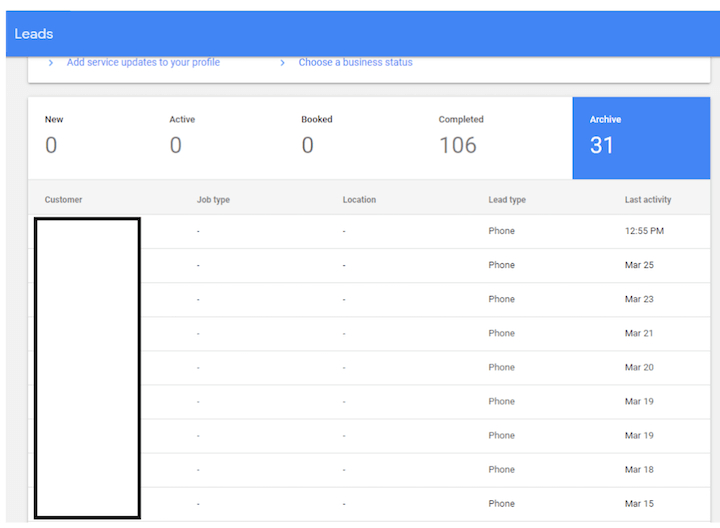 Leads
> Add service updates to your profile > Choose a business status
New Active Booked Completed Archive
0 0 0 106 31
Customer Job type Location Lead type Last activity
- - Phone 12:55 PM
- - Phone Mar 25
- - Phone Mar 23
- - Phone Mar 21
- - Phone Mar 20
- - Phone Mar 19
- - Phone Mar 19
- - Phone Mar 18
- - Phone Mar 15